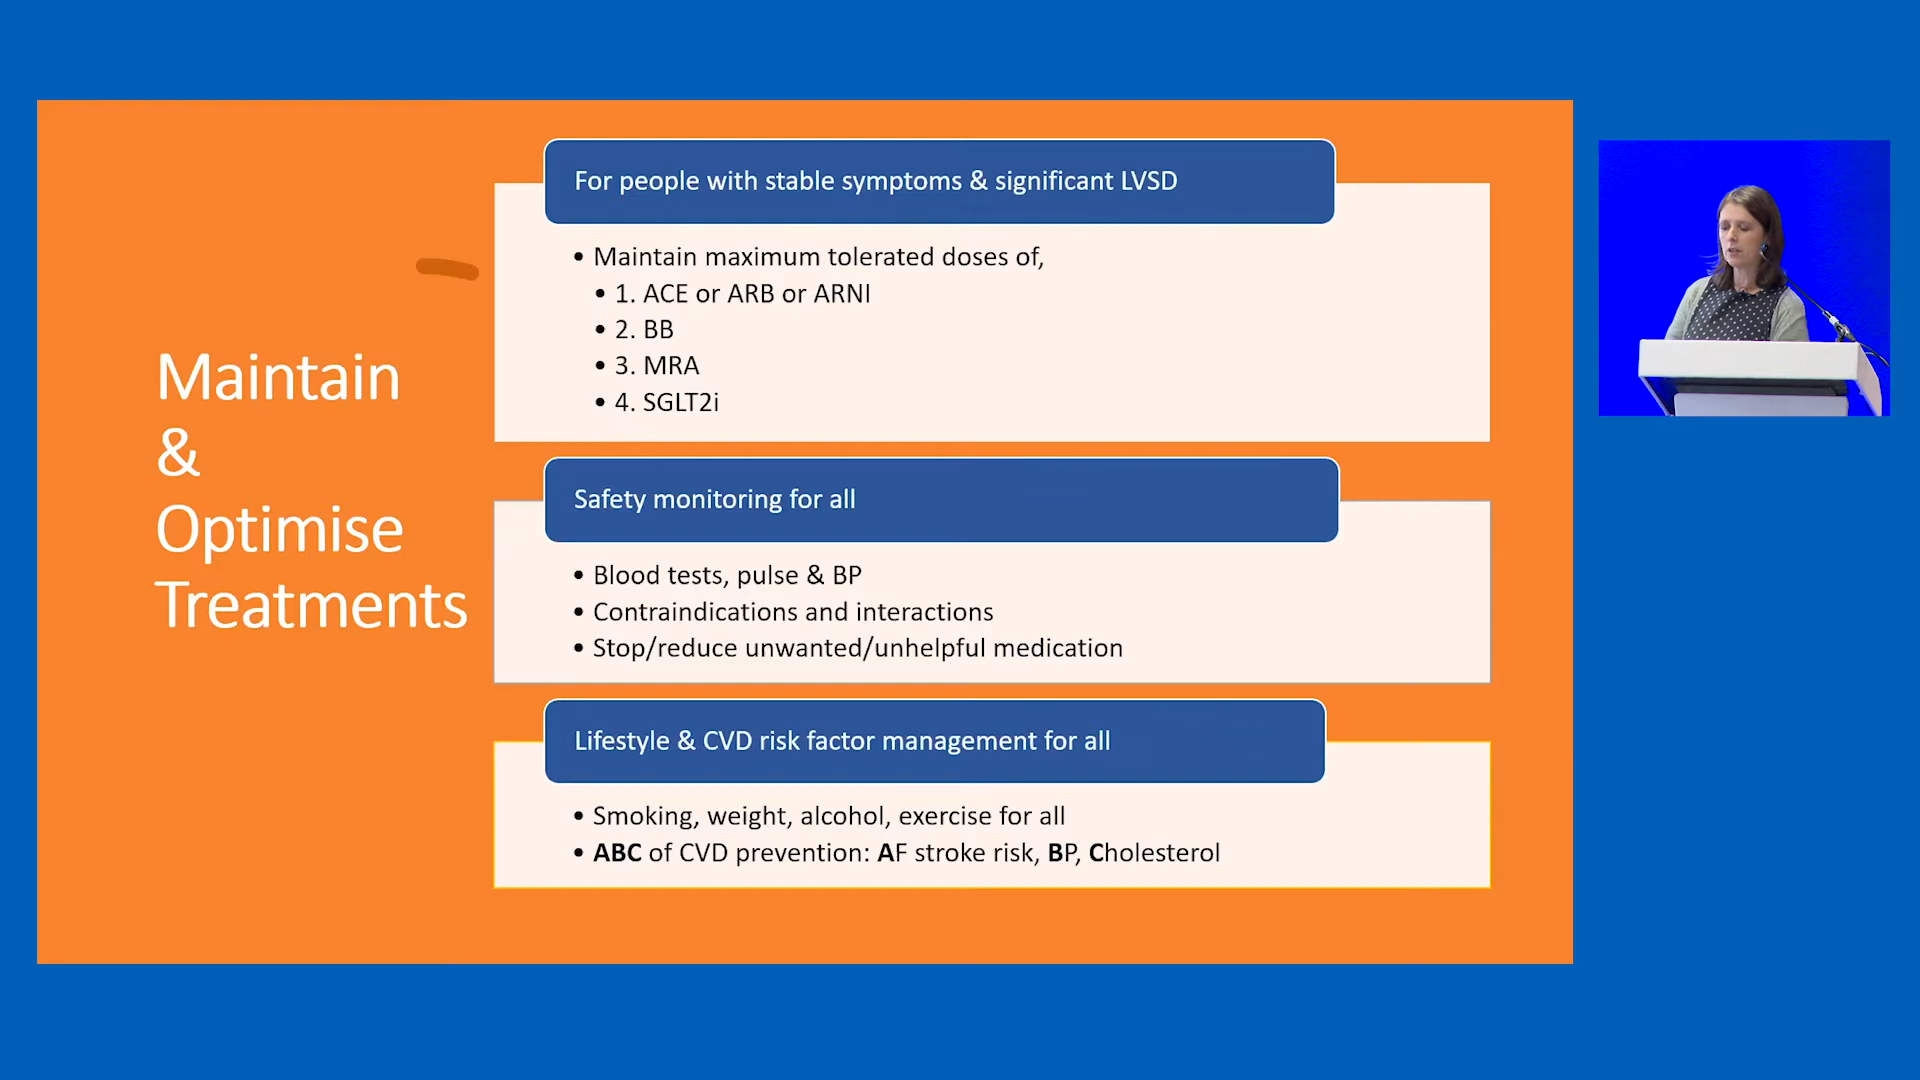 Maintain
&
Optimise
Treatments
For people with stable symptoms & significant LVSD
• Maintain maximum tolerated doses of,
• 1. ACE or ARB or ARNI
• 2. BB
• 3. MRA
• 4. SGLT2i
Safety monitoring for all
• Blood tests, pulse & BP
• Contraindications and interactions
• Stop/reduce unwanted/unhelpful medication
Lifestyle & CVD risk factor management for all
• Smoking, weight, alcohol, exercise for all
• ABC of CVD prevention: AF stroke risk, BP, Cholesterol